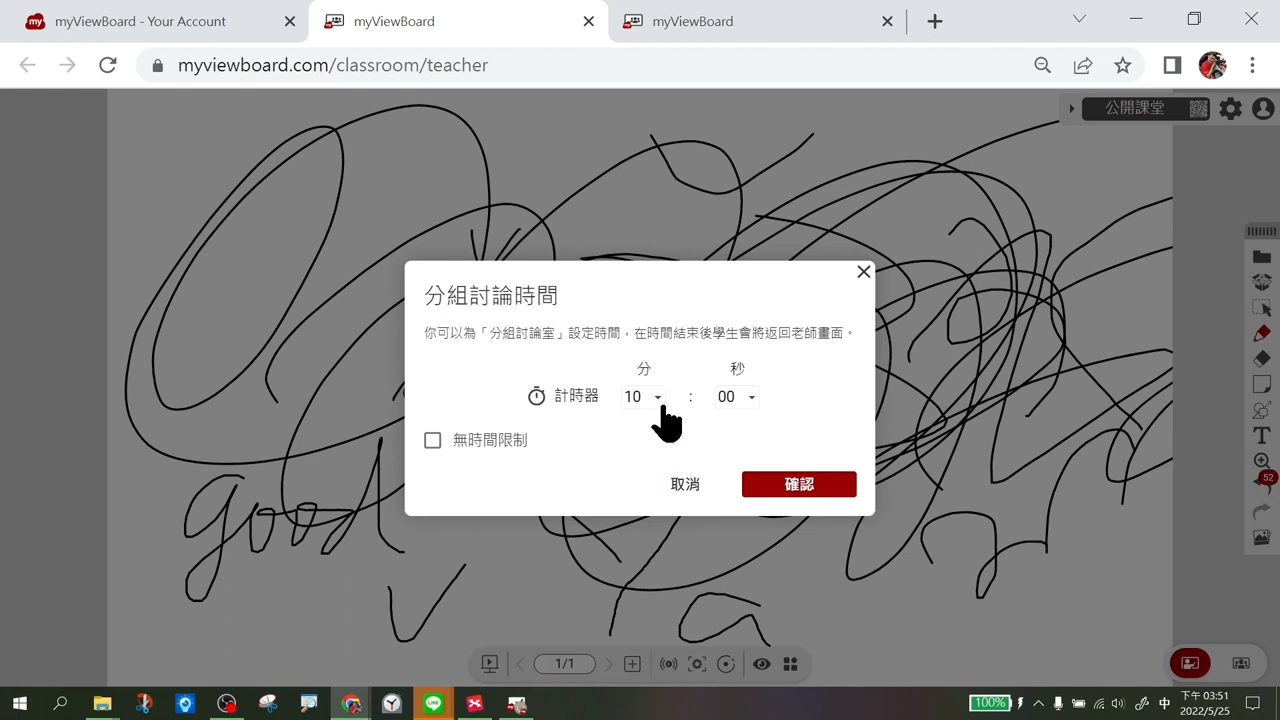 my myViewBoard - Your Account
myViewBoard
myViewBoard
myviewboard.com/classroom/teacher
公開課堂
分組討論時間
你可以為「分組討論室」設定時間，在時間結束後學生會將返回老師畫面。
分 秒
計時器 10 : 00
無時間限制
取消 確認
52
good
1/1
100%
中
下午 03:51
2022/5/25
LINE